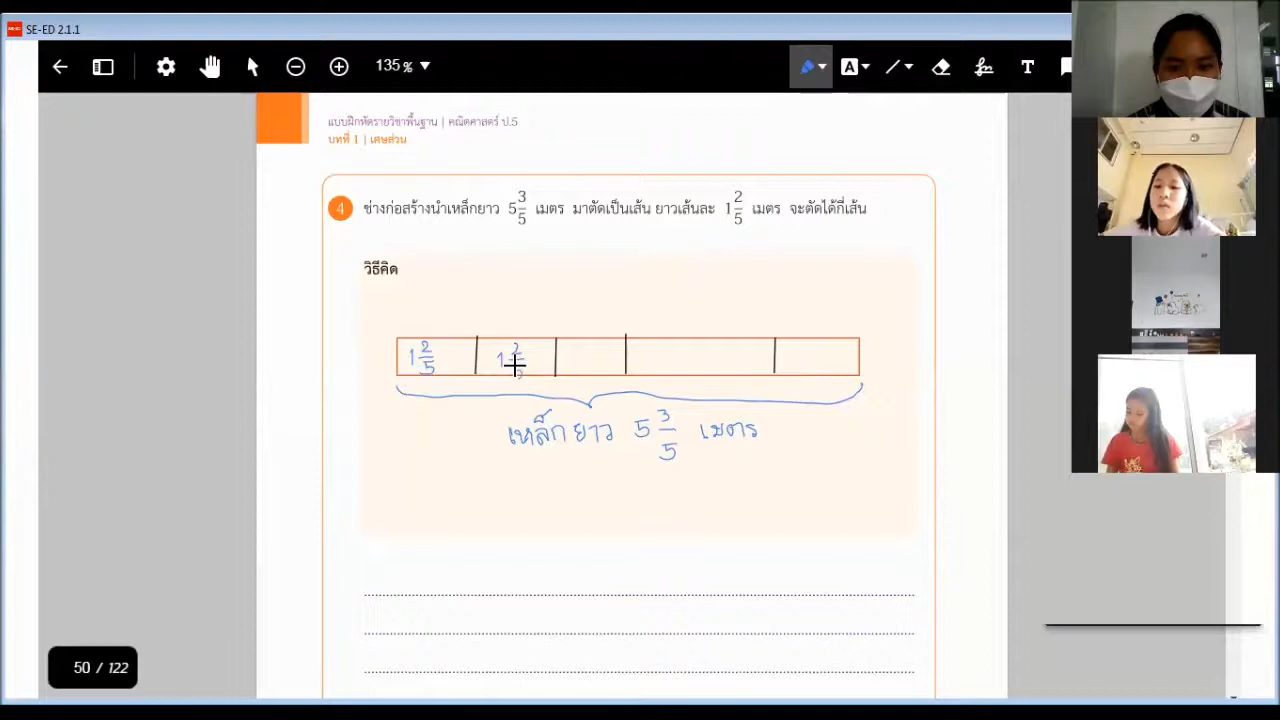 SE-ED 2.1.1
135 %
A
T
แบบฝึกหัดรายวิชาพื้นฐาน | คณิตศาสตร์ ป.5
บทที่ 1 | เศษส่วน
4 ช่างก่อสร้างนำเหล็กยาว 5 3/5 เมตร มาตัดเป็นเส้น ยาวเส้นละ 1 2/5 เมตร จะตัดได้กี่เส้น
วิธีคิด
1 2/5 1 2/5
เหล็กยาว 5 3/5 เมตร
50 / 122